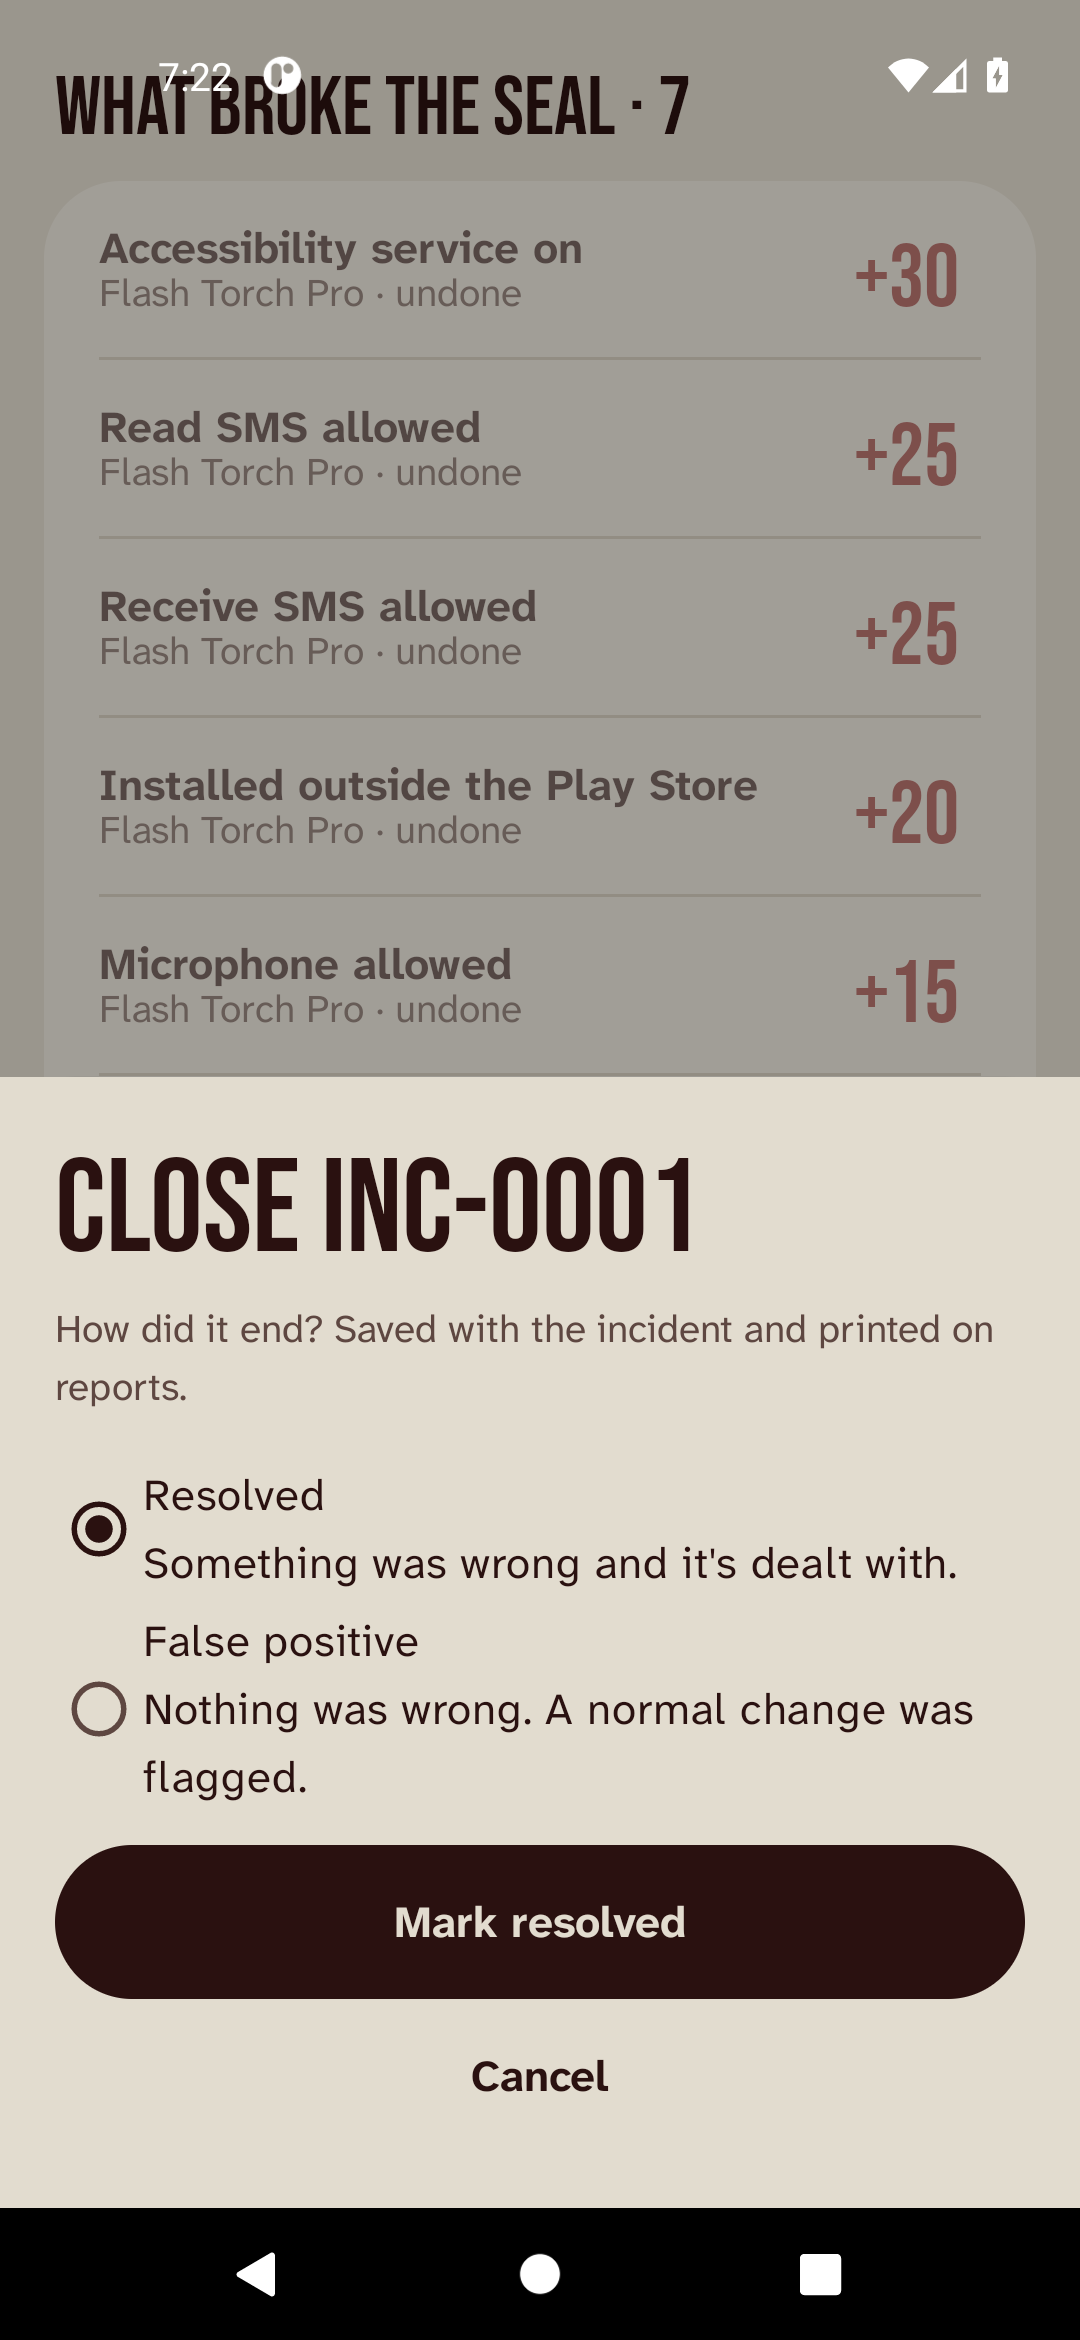 7:22
WHAT BROKE THE SEAL · 7
Accessibility service on
Flash Torch Pro · undone
+30
Read SMS allowed
Flash Torch Pro · undone
+25
Receive SMS allowed
Flash Torch Pro · undone
+25
Installed outside the Play Store
Flash Torch Pro · undone
+20
Microphone allowed
Flash Torch Pro · undone
+15
CLOSE INC-0001
How did it end? Saved with the incident and printed on
reports.
Resolved
Something was wrong and it's dealt with.
False positive
Nothing was wrong. A normal change was
flagged.
Mark resolved
Cancel